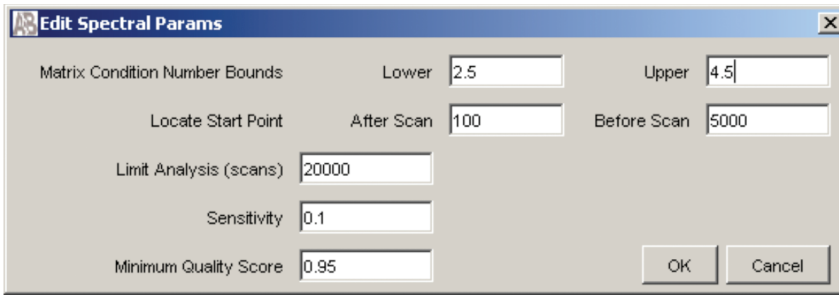 AB Edit Spectral Params
Matrix Condition Number Bounds Lower 2.5 Upper 4.5
Locate Start Point After Scan 100 Before Scan 5000
Limit Analysis (scans) 20000
Sensitivity 0.1
Minimum Quality Score 0.95
OK Cancel